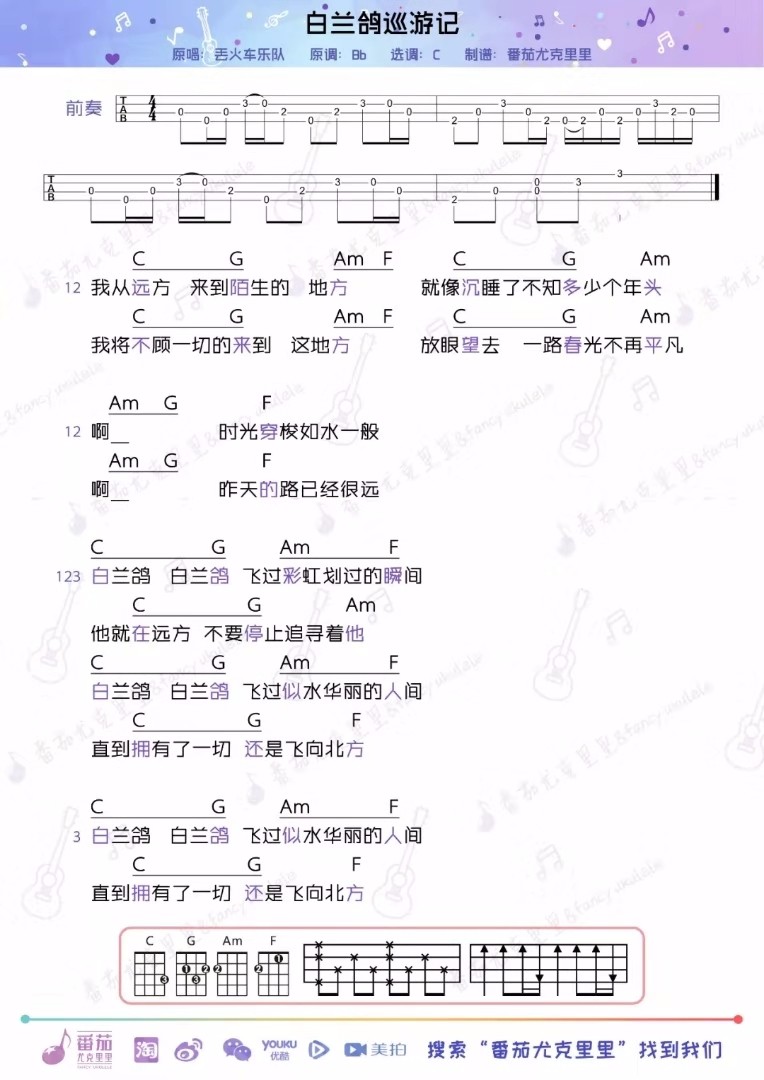 白兰鸽巡游记
原唱：丢火车乐队 原调：Bb 选调：C 制谱：番茄尤克里里
前奏 T A B 4 4 0 0 0 3 0 2 0 2 3 0 0 2 0 3 0 2 0 2 0 2 0 3 2 0
T A B 0 0 0 3 0 2 0 2 3 0 0 2 0 0 0 3 3
C G Am F C G Am
12 我从远方 来到陌生的 地方 就像沉睡了不知多少个年头
C G Am F C G Am
我将不顾一切的来到 这地方 放眼望去 一路春光不再平凡
Am G F
12 啊__ 时光穿梭如水一般
Am G F
啊__ 昨天的路已经很远
C G Am F
123 白兰鸽 白兰鸽 飞过彩虹划过的瞬间
C G Am
他就在远方 不要停止追寻着他
C G Am F
白兰鸽 白兰鸽 飞过似水华丽的人间
C G F
直到拥有了一切 还是飞向北方
C G Am F
3 白兰鸽 白兰鸽 飞过似水华丽的人间
C G F
直到拥有了一切 还是飞向北方
C G Am F
3 1 2 3 2 2 1
番茄 尤克里里 FANCY UKULELE 淘 YOUKU 优酷 美拍 搜索“番茄尤克里里”找到我们
番茄尤克里里&fancy ukulele